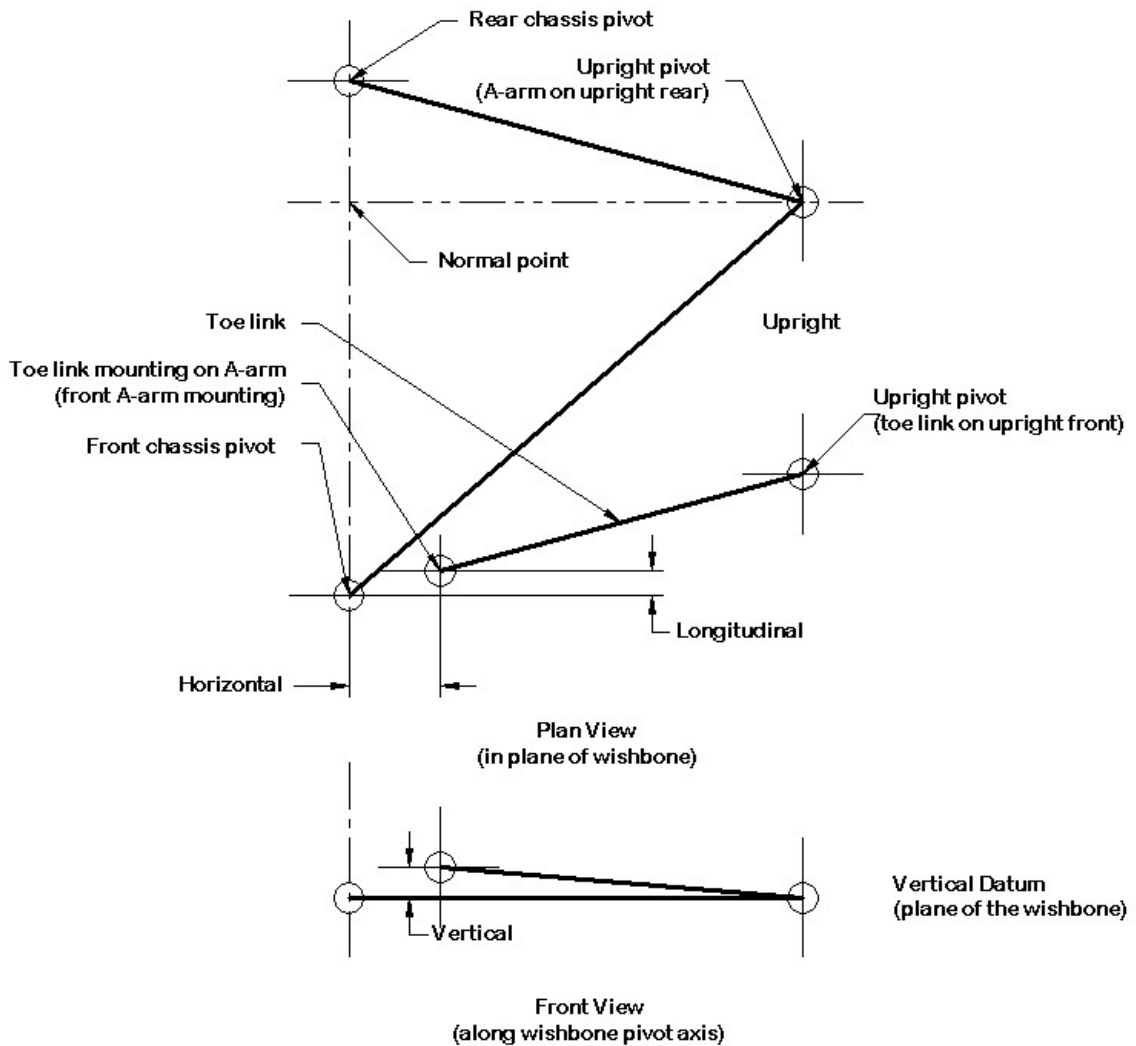 Rear chassis pivot
Upright pivot
(A-arm on upright rear)
Normal point
Toe link
Upright
Toe link mounting on A-arm
(front A-arm mounting)
Upright pivot
(toe link on upright front)
Front chassis pivot
Longitudinal
Horizontal
Plan View
(in plane of wishbone)
Vertical Datum
(plane of the wishbone)
Vertical
Front View
(along wishbone pivot axis)